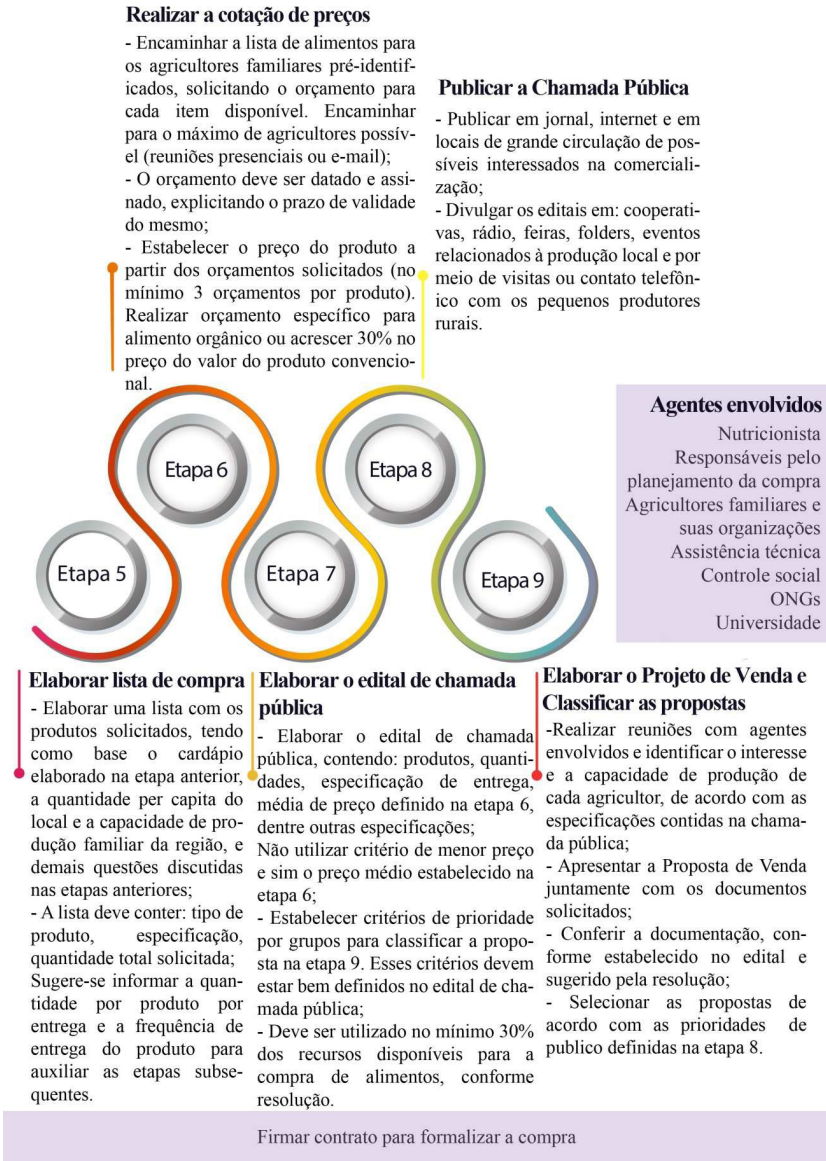 Realizar a cotação de preços
- Encaminhar a lista de alimentos para
os agricultores familiares pré-identif-
icados, solicitando o orçamento para
cada item disponível. Encaminhar
para o máximo de agricultores possív-
el (reuniões presenciais ou e-mail);
- O orçamento deve ser datado e assi-
nado, explicitando o prazo de validade
do mesmo;
- Estabelecer o preço do produto a
partir dos orçamentos solicitados (no
mínimo 3 orçamentos por produto).
Realizar orçamento específico para
alimento orgânico ou acrescer 30% no
preço do valor do produto convencio-
nal.
Publicar a Chamada Pública
- Publicar em jornal, internet e em
locais de grande circulação de pos-
síveis interessados na comerciali-
zação;
- Divulgar os editais em: cooperati-
vas, rádio, feiras, folders, eventos
relacionados à produção local e por
meio de visitas ou contato telefôn-
ico com os pequenos produtores
rurais.
Etapa 5
Etapa 6
Etapa 7
Etapa 8
Etapa 9
Agentes envolvidos
Nutricionista
Responsáveis pelo
planejamento da compra
Agricultores familiares e
suas organizações
Assistência técnica
Controle social
ONGs
Universidade
Elaborar lista de compra
- Elaborar uma lista com os
produtos solicitados, tendo
como base o cardápio
elaborado na etapa anterior,
a quantidade per capita do
local e a capacidade de pro-
dução familiar da região, e
demais questões discutidas
nas etapas anteriores;
- A lista deve conter: tipo de
produto, especificação,
quantidade total solicitada;
Sugere-se informar a quan-
tidade por produto por
entrega e a frequência de
entrega do produto para
auxiliar as etapas subse-
quentes.
Elaborar o edital de chamada
pública
- Elaborar o edital de chamada
pública, contendo: produtos, quanti-
dades, especificação de entrega,
média de preço definido na etapa 6,
dentre outras especificações;
Não utilizar critério de menor preço
e sim o preço médio estabelecido na
etapa 6;
- Estabelecer critérios de prioridade
por grupos para classificar a propo-
sta na etapa 9. Esses critérios devem
estar bem definidos no edital de cha-
mada pública;
- Deve ser utilizado no mínimo 30%
dos recursos disponíveis para a
compra de alimentos, conforme
resolução.
Elaborar o Projeto de Venda e
Classificar as propostas
-Realizar reuniões com agentes
envolvidos e identificar o interesse
e a capacidade de produção de
cada agricultor, de acordo com as
especificações contidas na chama-
da pública;
- Apresentar a Proposta de Venda
juntamente com os documentos
solicitados;
- Conferir a documentação, con-
forme estabelecido no edital e
sugerido pela resolução;
- Selecionar as propostas de
acordo com as prioridades de
publico definidas na etapa 8.
Firmar contrato para formalizar a compra